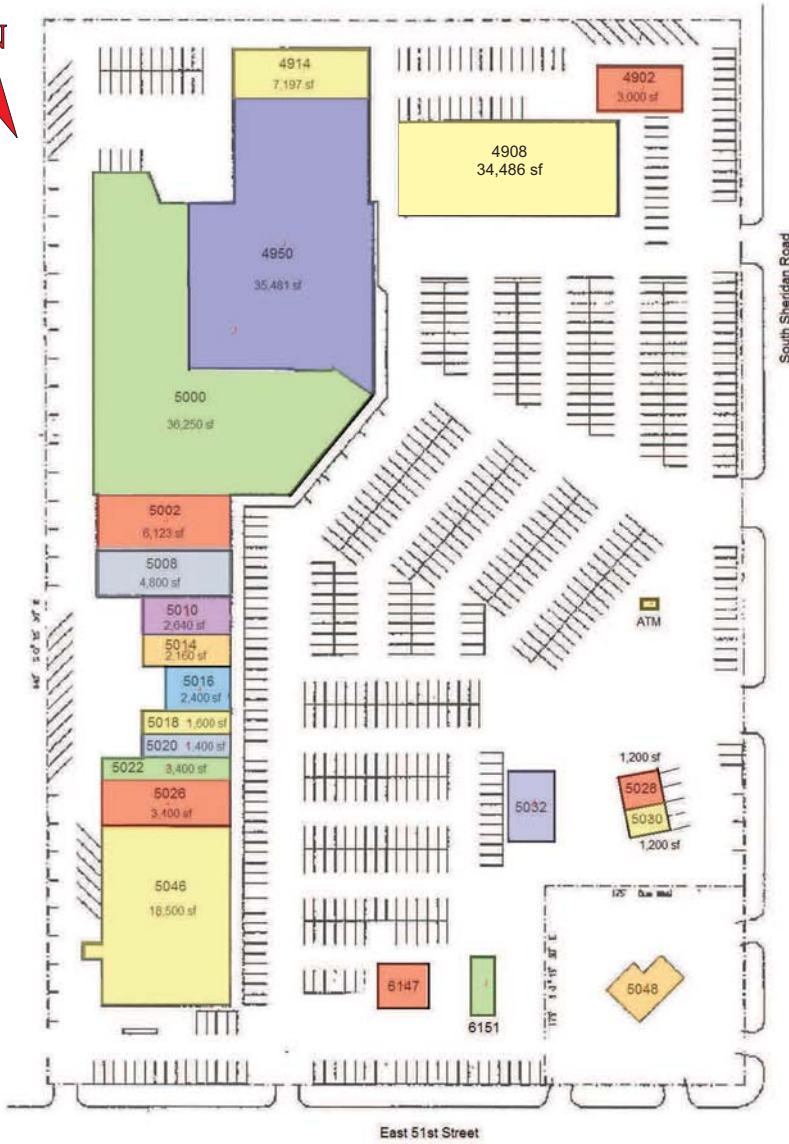 N
4914
7,197 sf
4902
3,000 sf
4908
34,486 sf
4950
35,481 sf
South Sheridan Road
5000
36,250 sf
5002
6,123 sf
5008
4,800 sf
5010
2,640 sf
5014
2,160 sf
ATM
5016
2,400 sf
5018 1,600 sf
5020 1,400 sf
5022 3,400 sf
5026
3,400 sf
1,200 sf
5028
5030
1,200 sf
5032
5046
18,500 sf
175'
5048
6147
6151
East 51st Street